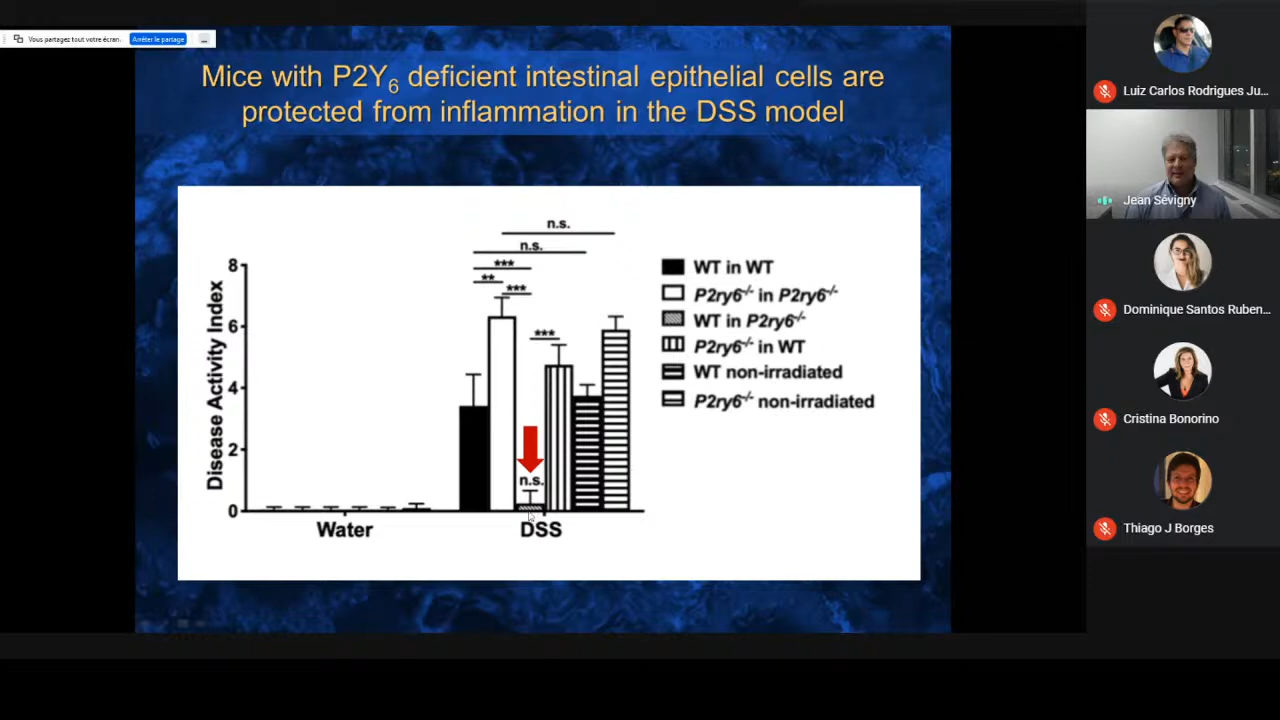 Vous partagez tout votre écran.
Arrêter le partage
...
Mice with P2Y6 deficient intestinal epithelial cells are
protected from inflammation in the DSS model
n.s.
n.s.
***
**
***
***
n.s.
8
6
4
2
0
Disease Activity Index
Water
DSS
WT in WT
P2ry6-/- in P2ry6-/-
WT in P2ry6-/-
P2ry6-/- in WT
WT non-irradiated
P2ry6-/- non-irradiated
Luiz Carlos Rodrigues Ju...
Jean Sévigny
Dominique Santos Ruben...
Cristina Bonorino
Thiago J Borges